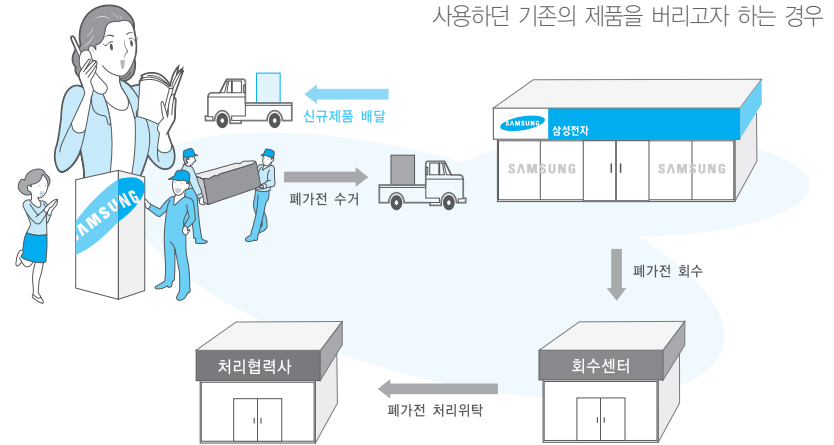 사용하던 기존의 제품을 버리고자 하는 경우
신규제품 배달
SAMSUNG 삼성전자
SAMSUNG SAMSUNG
폐가전 수거
SAMSUNG
폐가전 회수
처리협력사
회수센터
폐가전 처리위탁